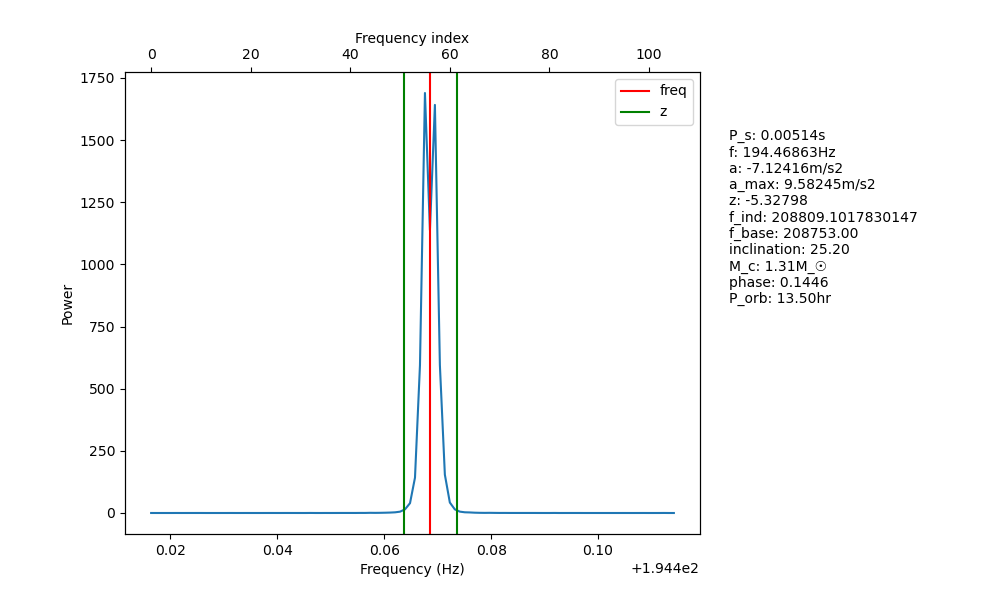 Frequency index
0 20 40 60 80 100
1750
1500
1250
1000
750
500
250
0
Power
freq
z
0.02 0.04 0.06 0.08 0.10
Frequency (Hz)
+1.944e2
P_s: 0.00514s
f: 194.46863Hz
a: -7.12416m/s2
a_max: 9.58245m/s2
z: -5.32798
f_ind: 208809.1017830147
f_base: 208753.00
inclination: 25.20
M_c: 1.31M_☉
phase: 0.1446
P_orb: 13.50hr